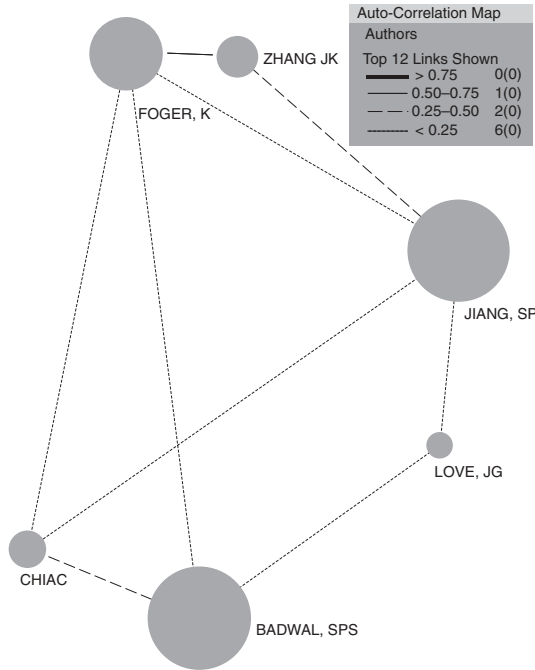 Auto-Correlation Map
Authors
Top 12 Links Shown
> 0.75 0(0)
0.50–0.75 1(0)
0.25–0.50 2(0)
< 0.25 6(0)
ZHANG JK
FOGER, K
JIANG, SP
LOVE, JG
CHIAC
BADWAL, SPS